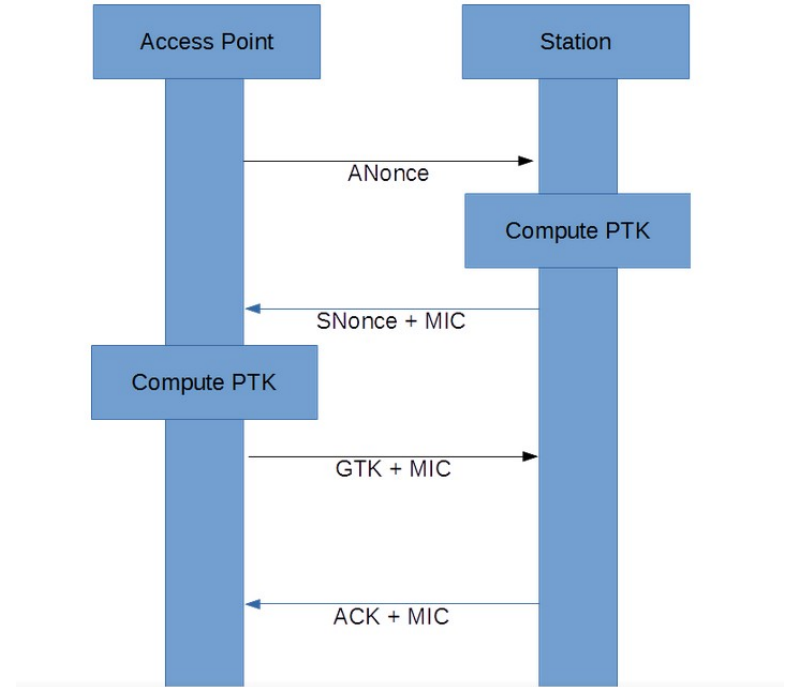 Access Point
Station
ANonce
Compute PTK
SNonce + MIC
Compute PTK
GTK + MIC
ACK + MIC